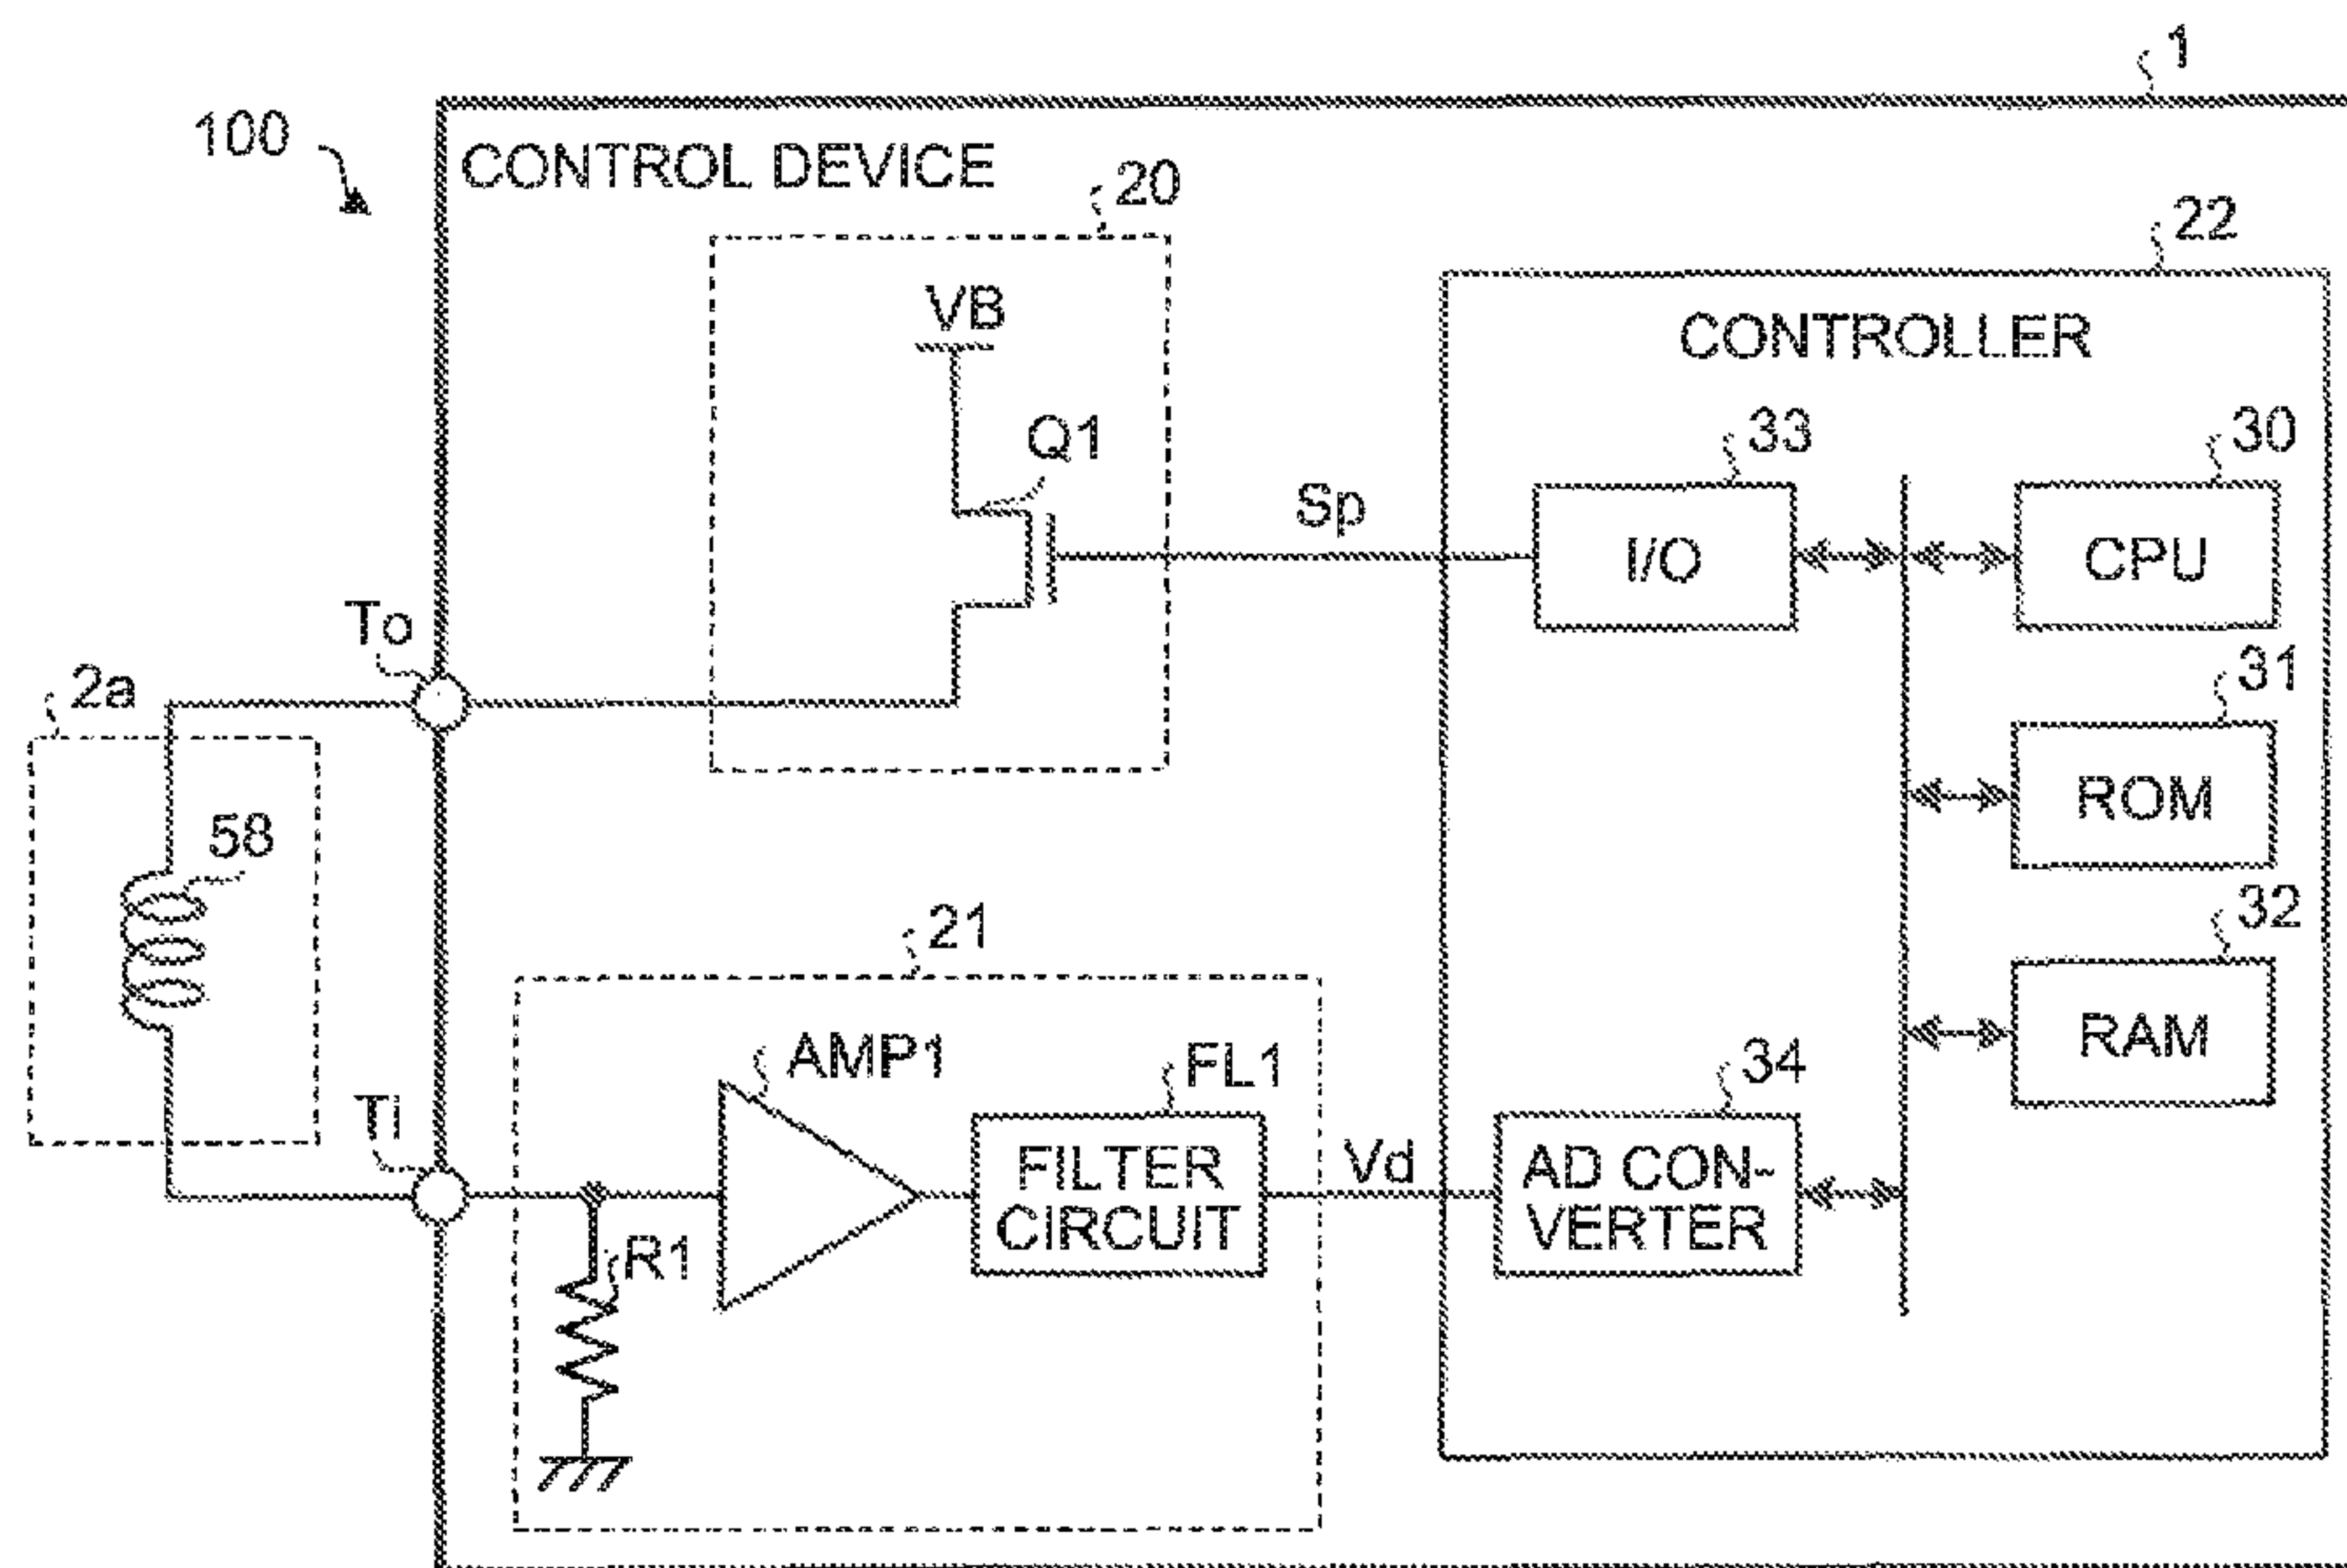 1
100
CONTROL DEVICE
20
22
VB
CONTROLLER
Q1
33
30
Sp
I/O
CPU
To
31
2a
ROM
58
32
21
RAM
AMP1
FL1
34
Ti
FILTER
CIRCUIT
Vd
AD CON-
VERTER
R1